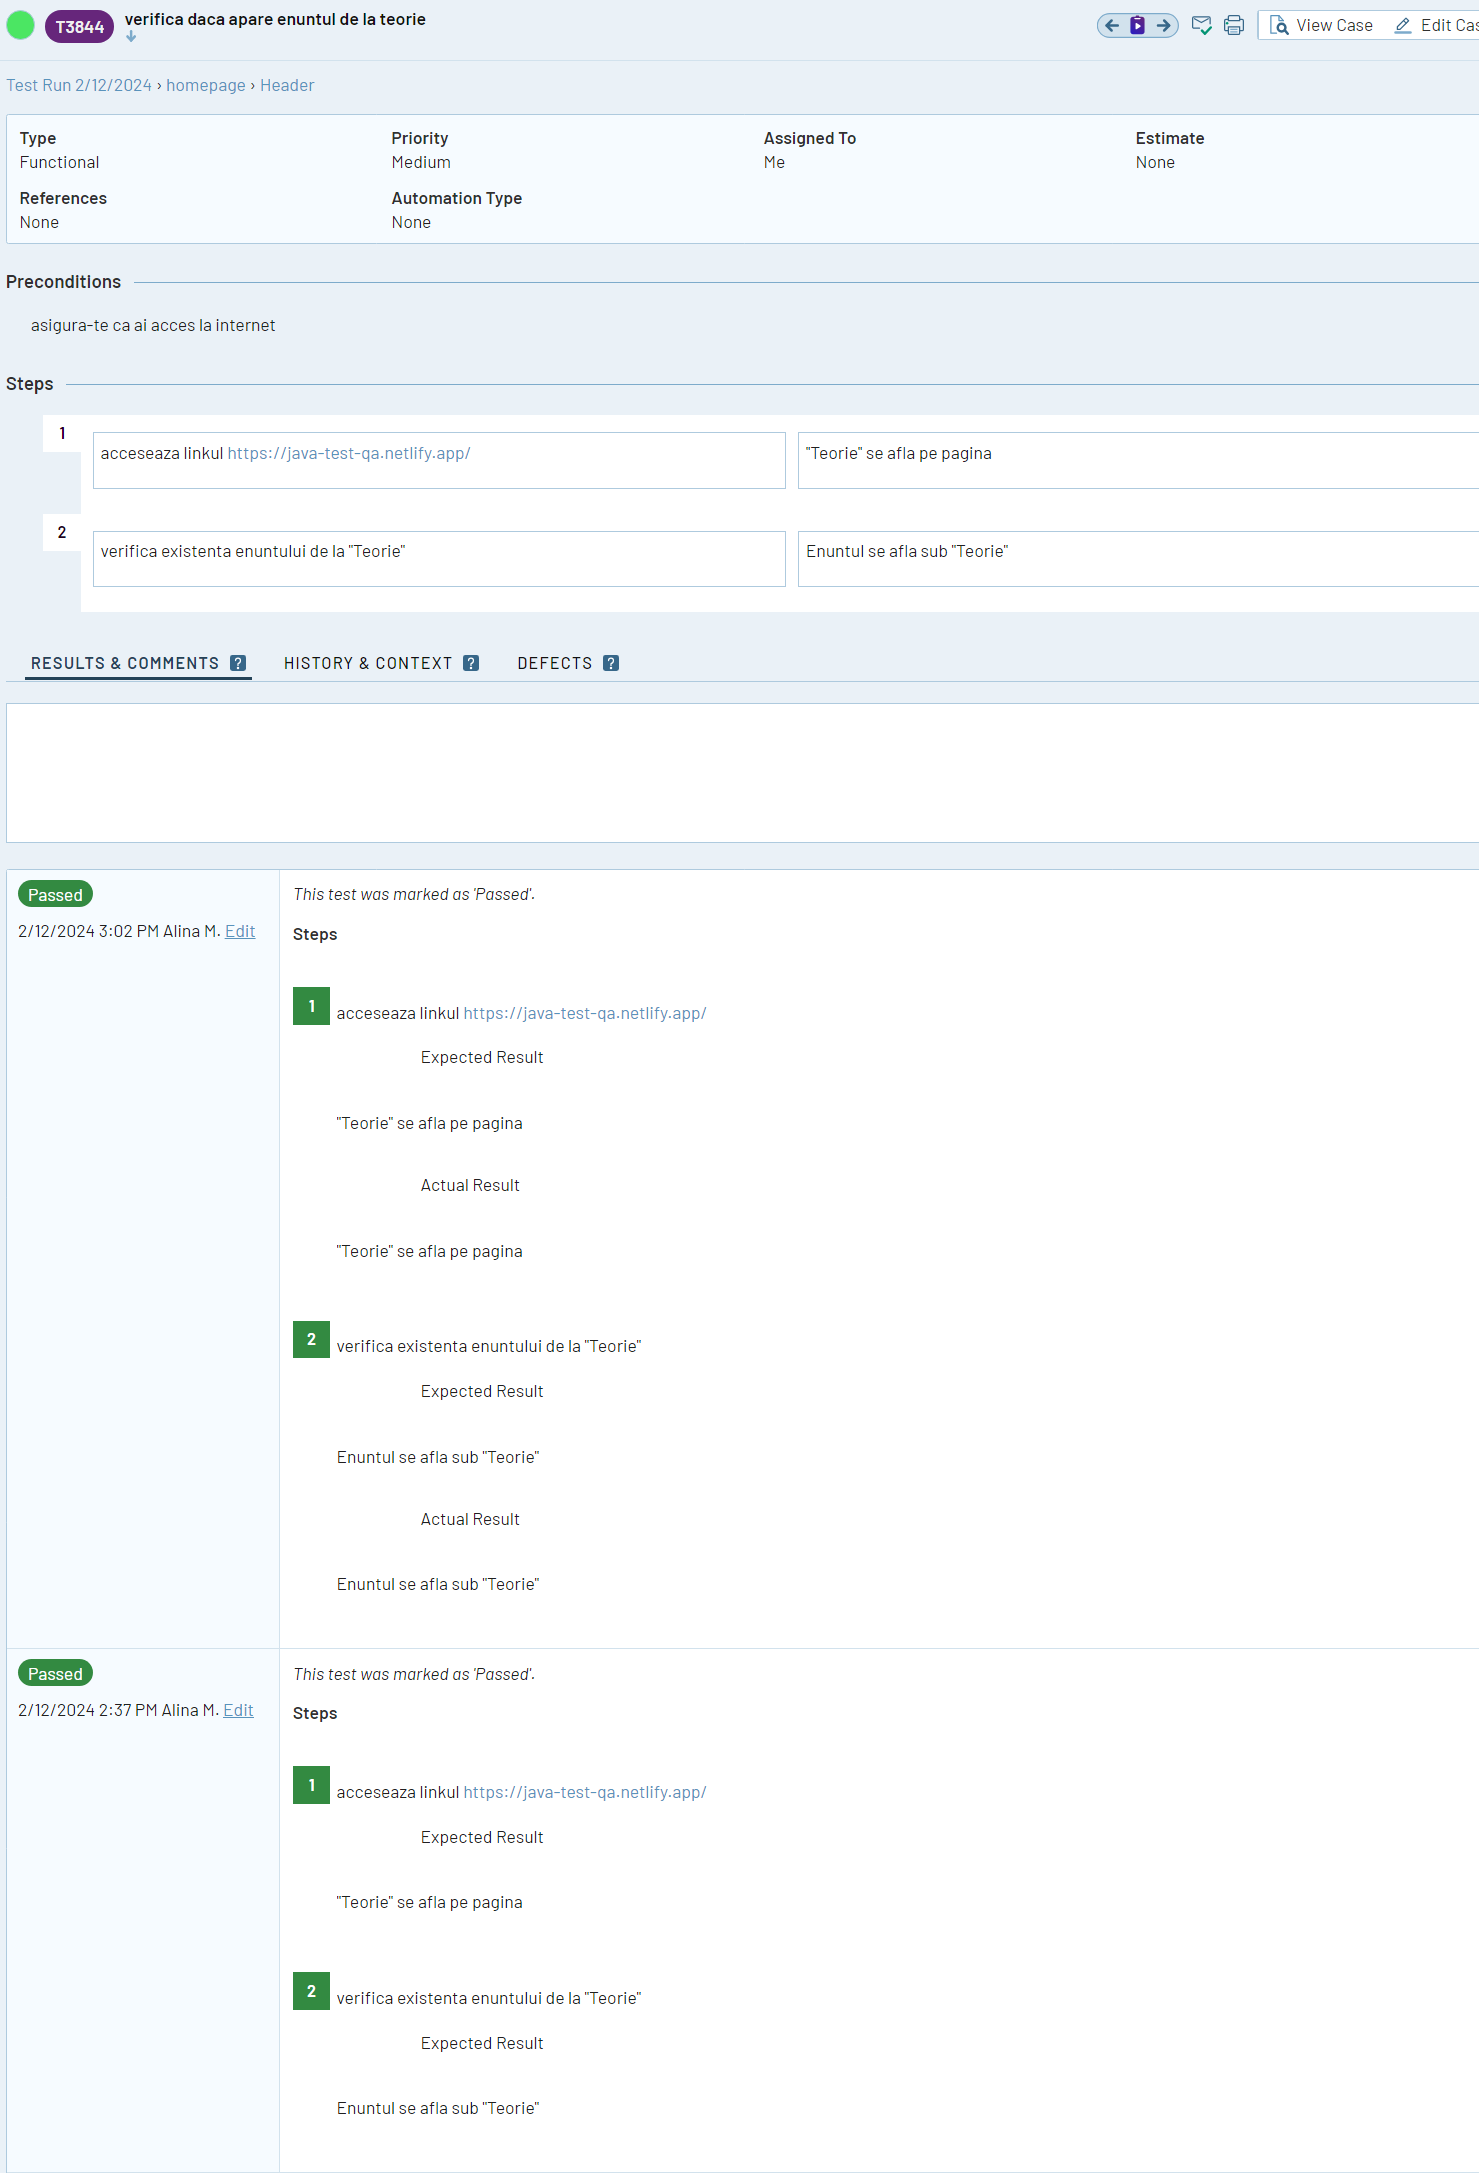 T3844 verifica daca apare enuntul de la teorie
View Case Edit Cas
Test Run 2/12/2024 › homepage › Header
Type Priority Assigned To Estimate
Functional Medium Me None
References Automation Type
None None
Preconditions
asigura-te ca ai acces la internet
Steps
1
acceseaza linkul https://java-test-qa.netlify.app/ "Teorie" se afla pe pagina
2
verifica existenta enuntului de la "Teorie" Enuntul se afla sub "Teorie"
RESULTS & COMMENTS ? HISTORY & CONTEXT ? DEFECTS ?
Passed
2/12/2024 3:02 PM Alina M. Edit
This test was marked as 'Passed'.
Steps
1 acceseaza linkul https://java-test-qa.netlify.app/
Expected Result
"Teorie" se afla pe pagina
Actual Result
"Teorie" se afla pe pagina
2 verifica existenta enuntului de la "Teorie"
Expected Result
Enuntul se afla sub "Teorie"
Actual Result
Enuntul se afla sub "Teorie"
Passed
2/12/2024 2:37 PM Alina M. Edit
This test was marked as 'Passed'.
Steps
1 acceseaza linkul https://java-test-qa.netlify.app/
Expected Result
"Teorie" se afla pe pagina
2 verifica existenta enuntului de la "Teorie"
Expected Result
Enuntul se afla sub "Teorie"